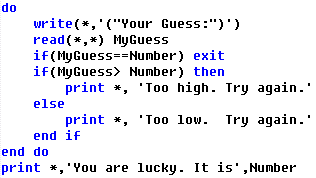 do
    write(*,'("Your Guess:")')
    read(*,*) MyGuess
    if(MyGuess==Number) exit
    if(MyGuess> Number) then
        print *, 'Too high. Try again.'
    else
        print *, 'Too low.  Try again.'
    end if
end do
print *,'You are lucky. It is',Number